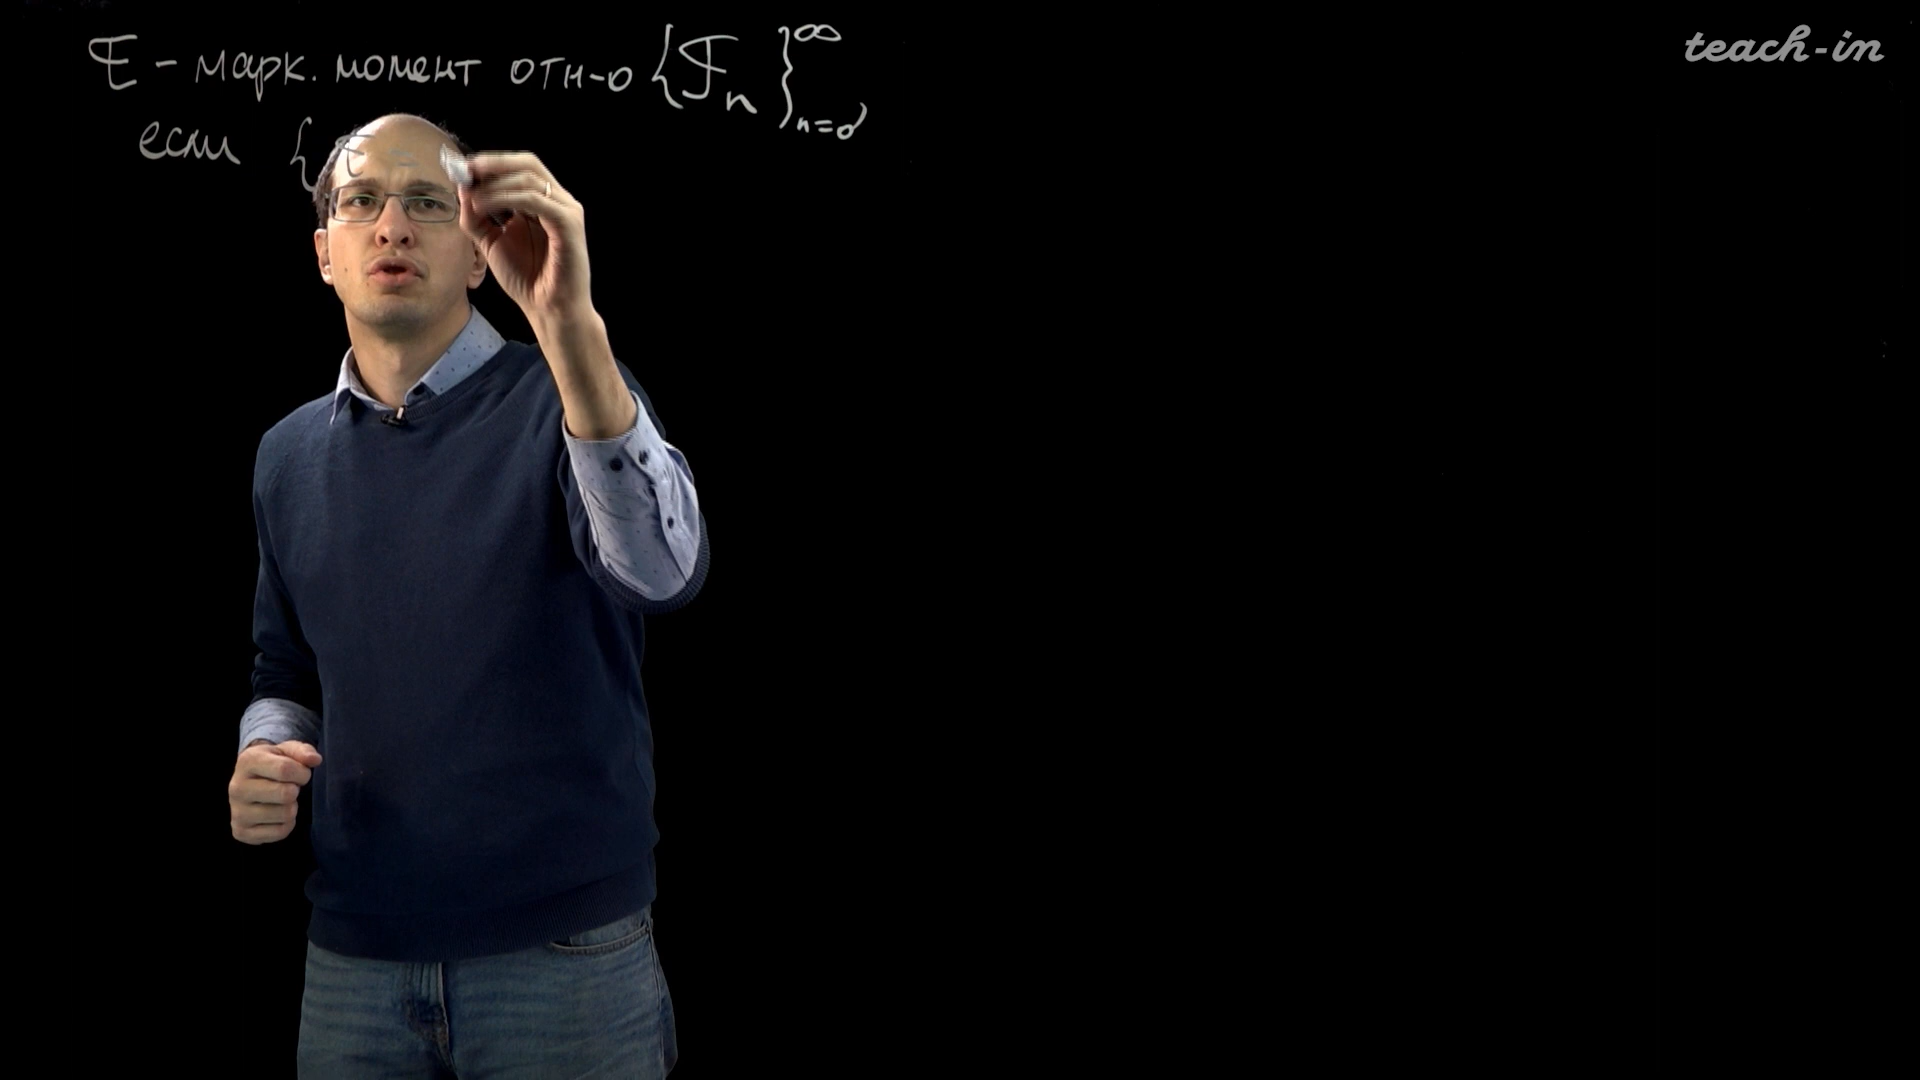 τ - марк. момент отн-о {ℱn}∞n=0,
если {τ =
teach-in